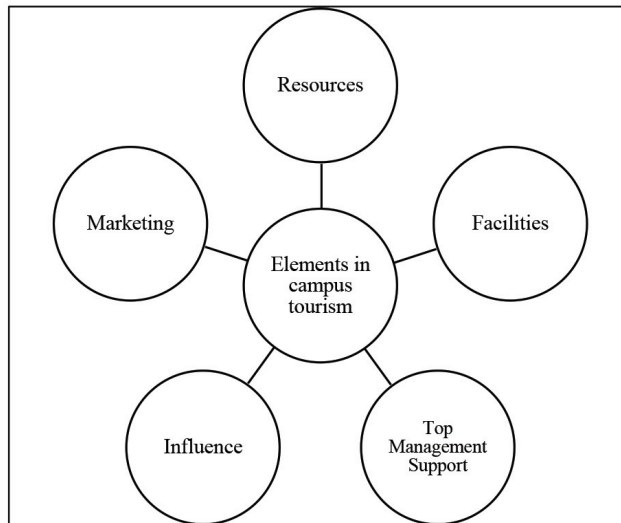 Resources
Marketing
Facilities
Elements in
campus
tourism
Influence
Top
Management
Support